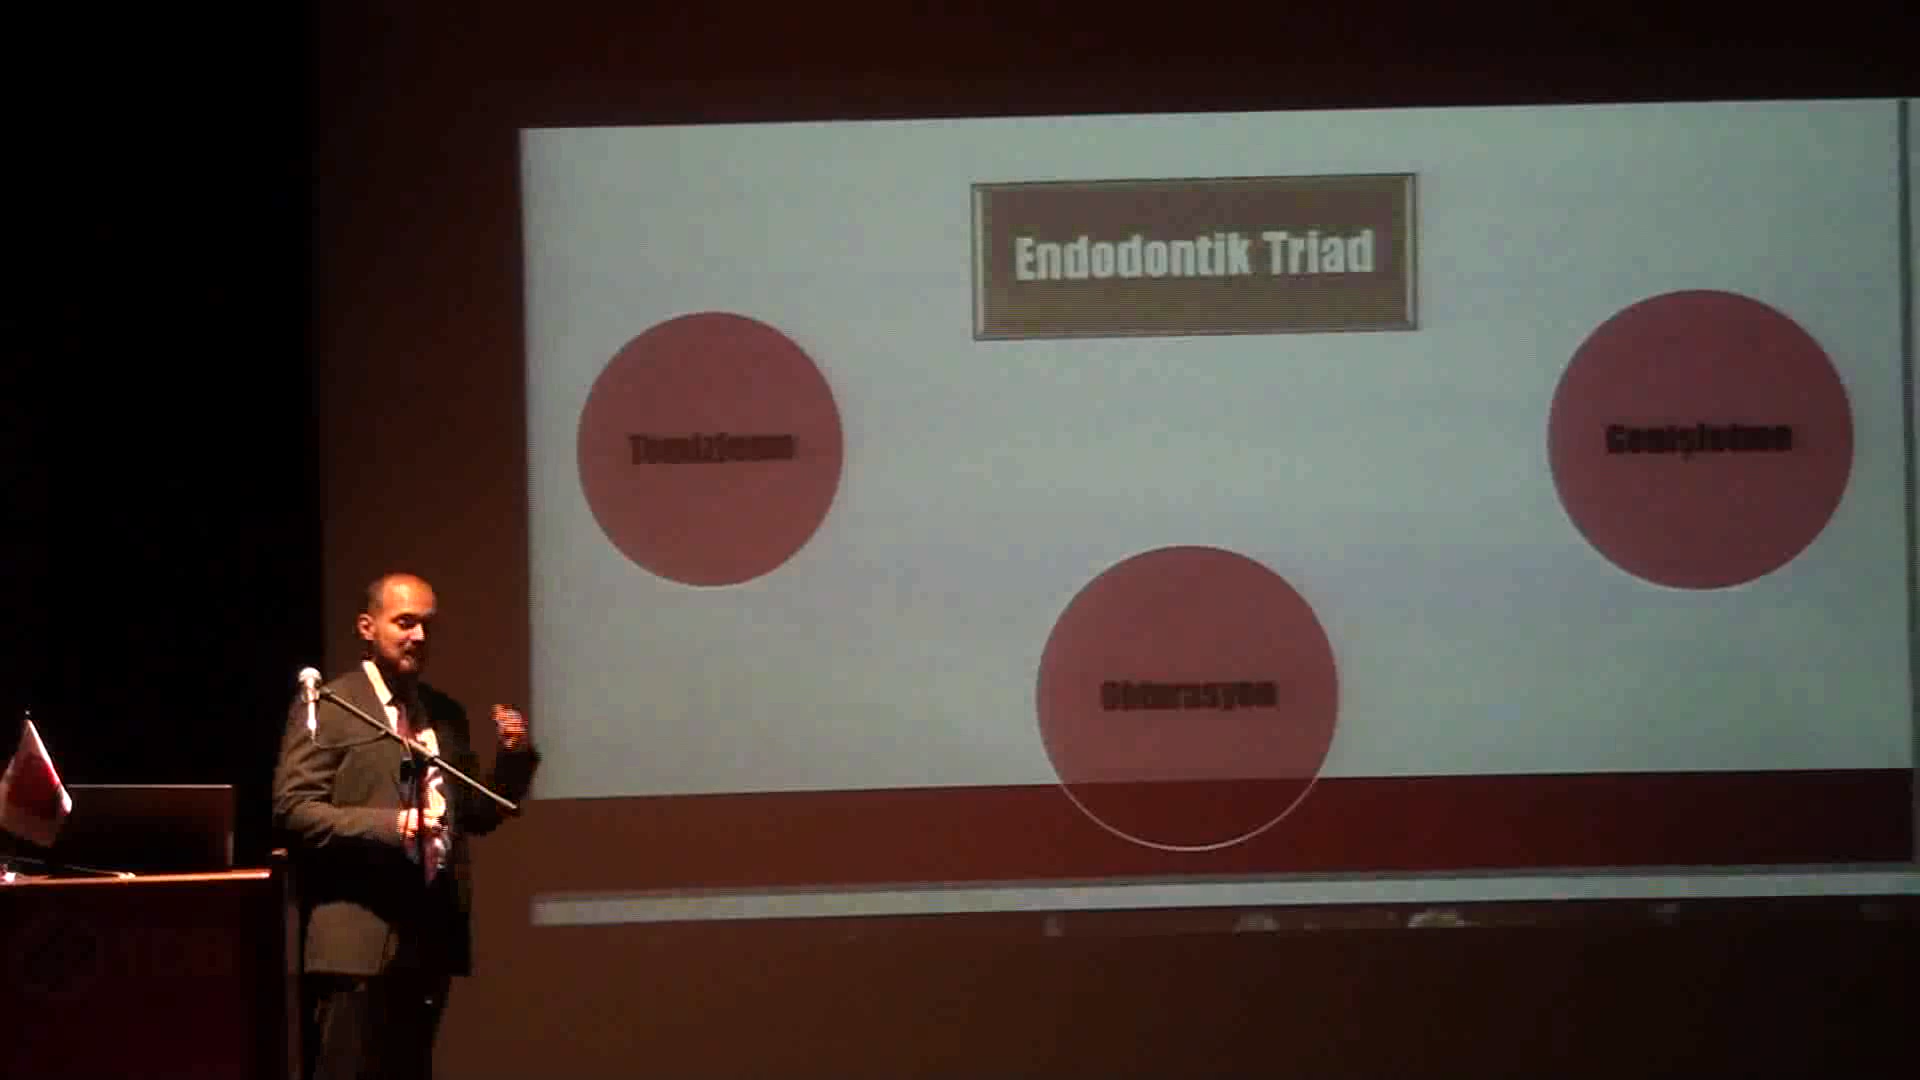 Endodontik Triad
Temizleme
Genişletme
Obturasyon